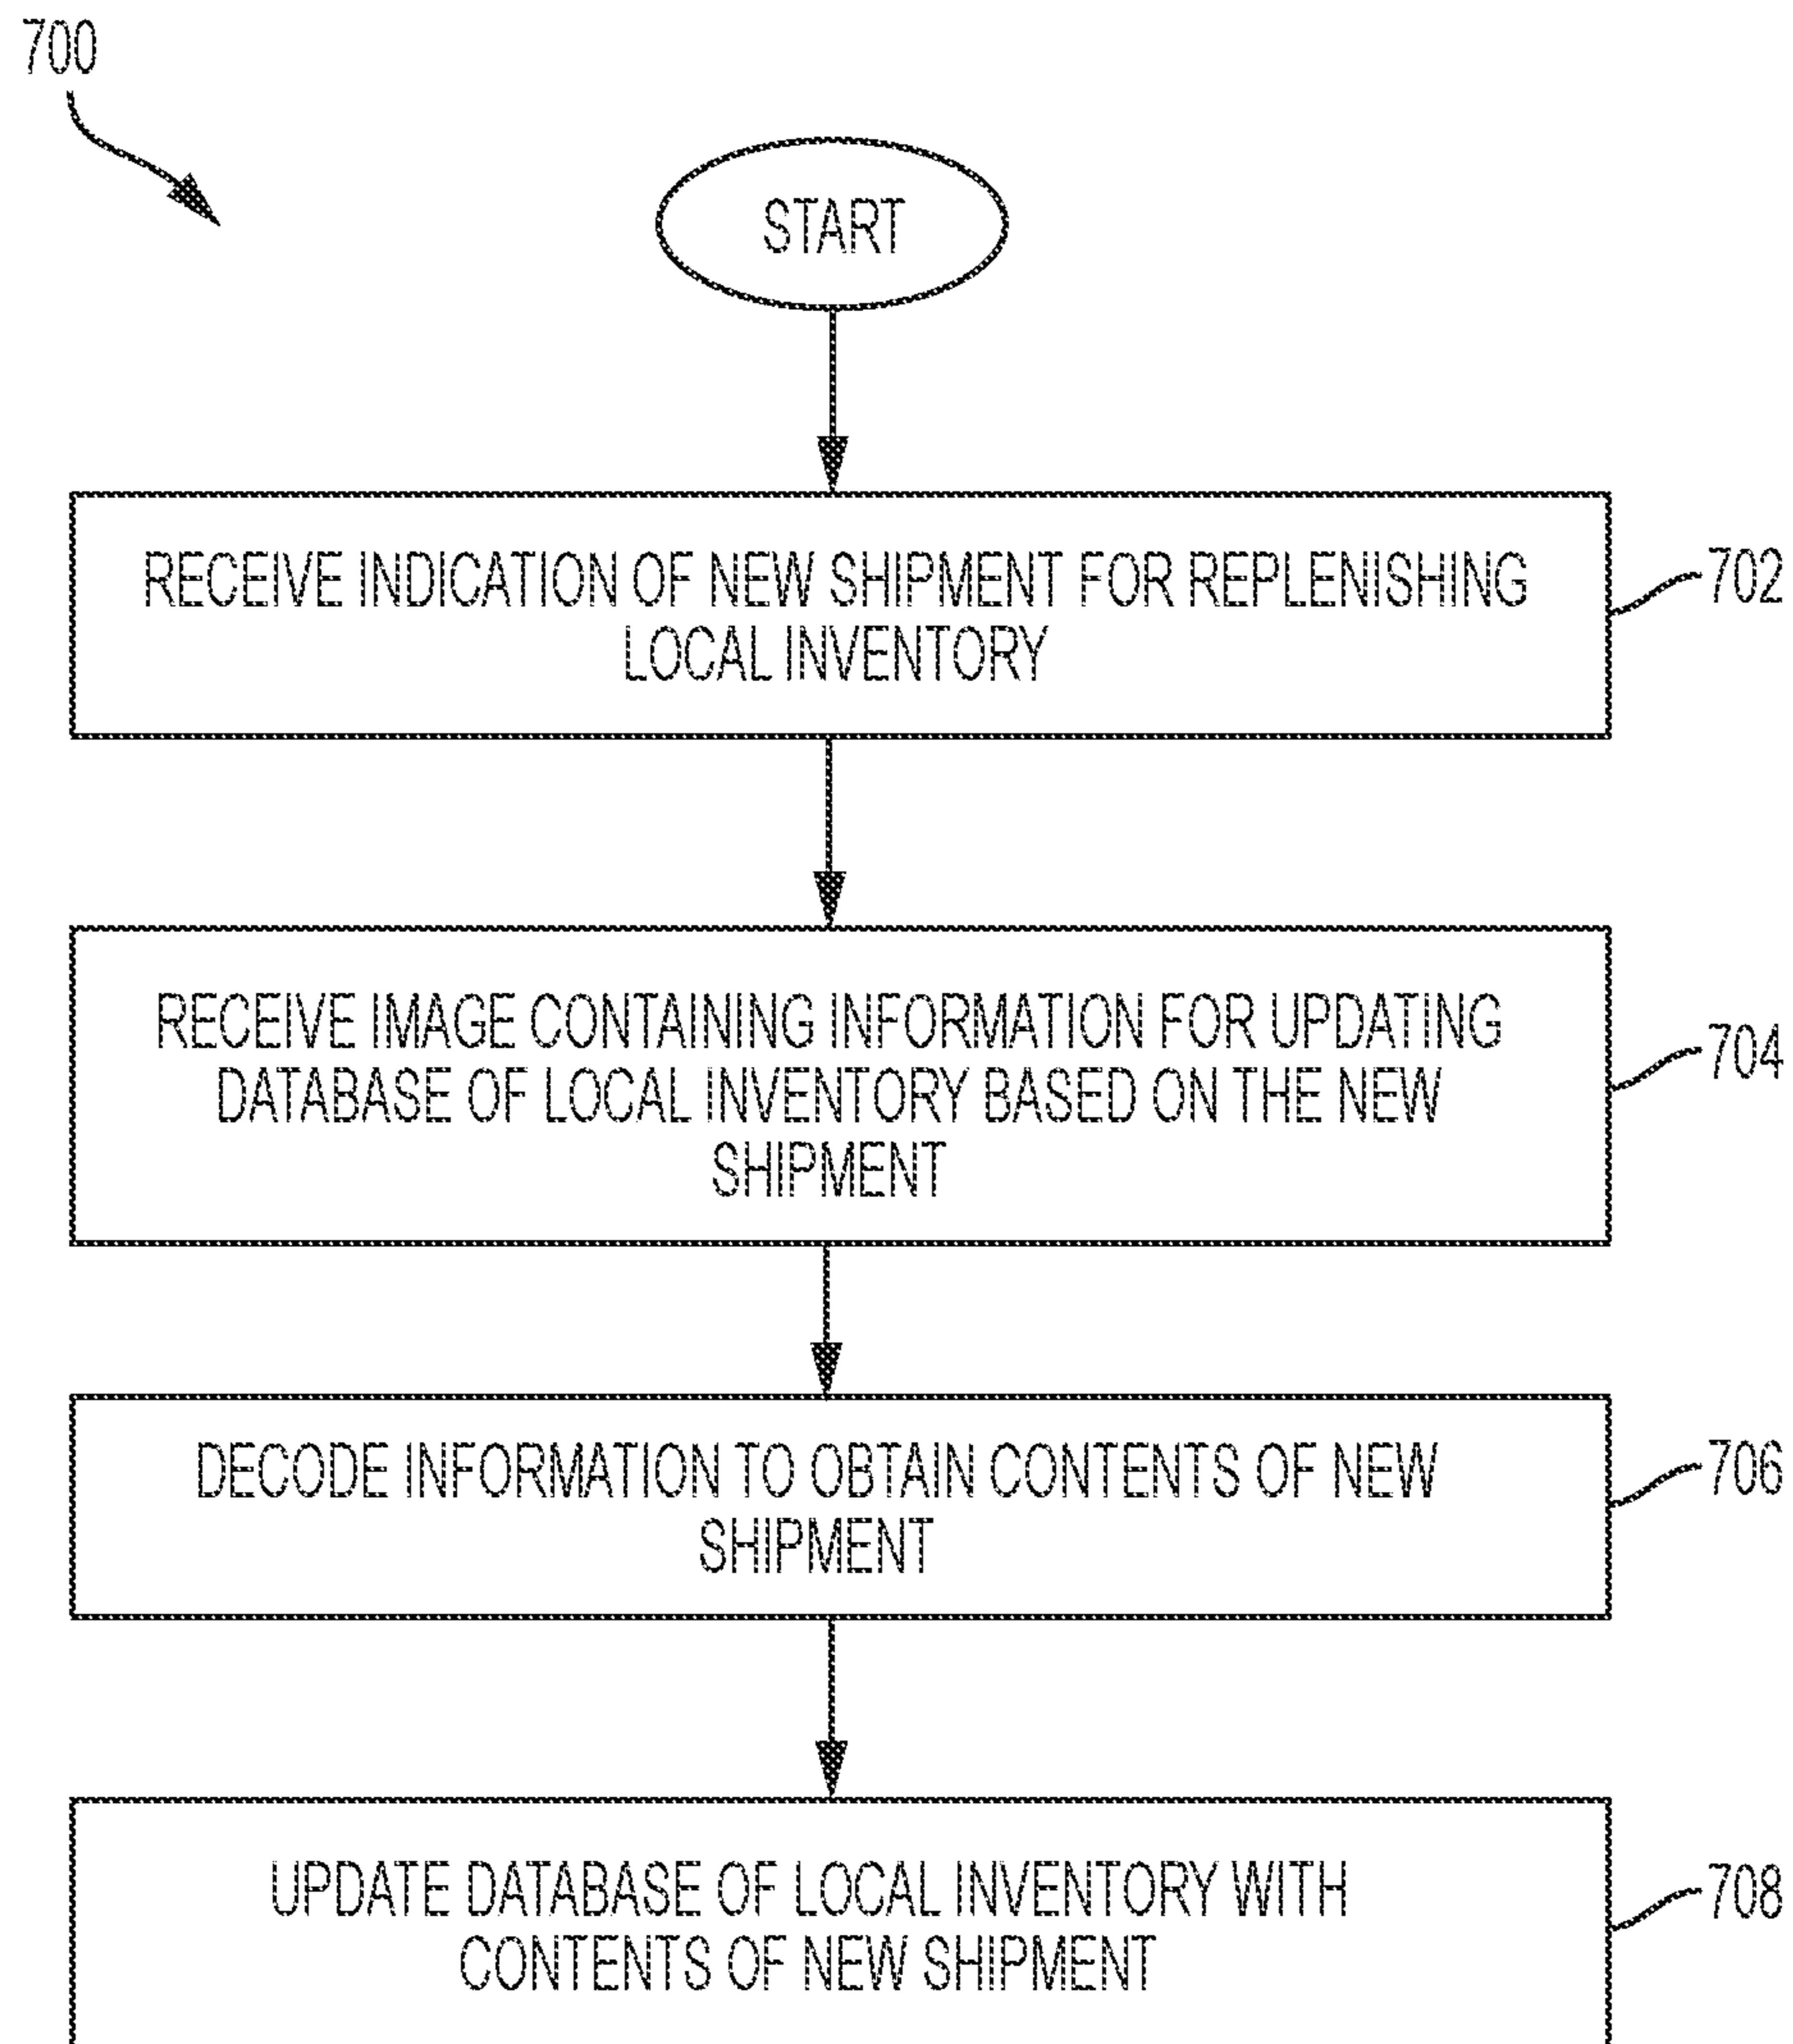 700
START
RECEIVE INDICATION OF NEW SHIPMENT FOR REPLENISHING
LOCAL INVENTORY
702
RECEIVE IMAGE CONTAINING INFORMATION FOR UPDATING
DATABASE OF LOCAL INVENTORY BASED ON THE NEW
SHIPMENT
704
DECODE INFORMATION TO OBTAIN CONTENTS OF NEW
SHIPMENT
706
UPDATE DATABASE OF LOCAL INVENTORY WITH
CONTENTS OF NEW SHIPMENT
708